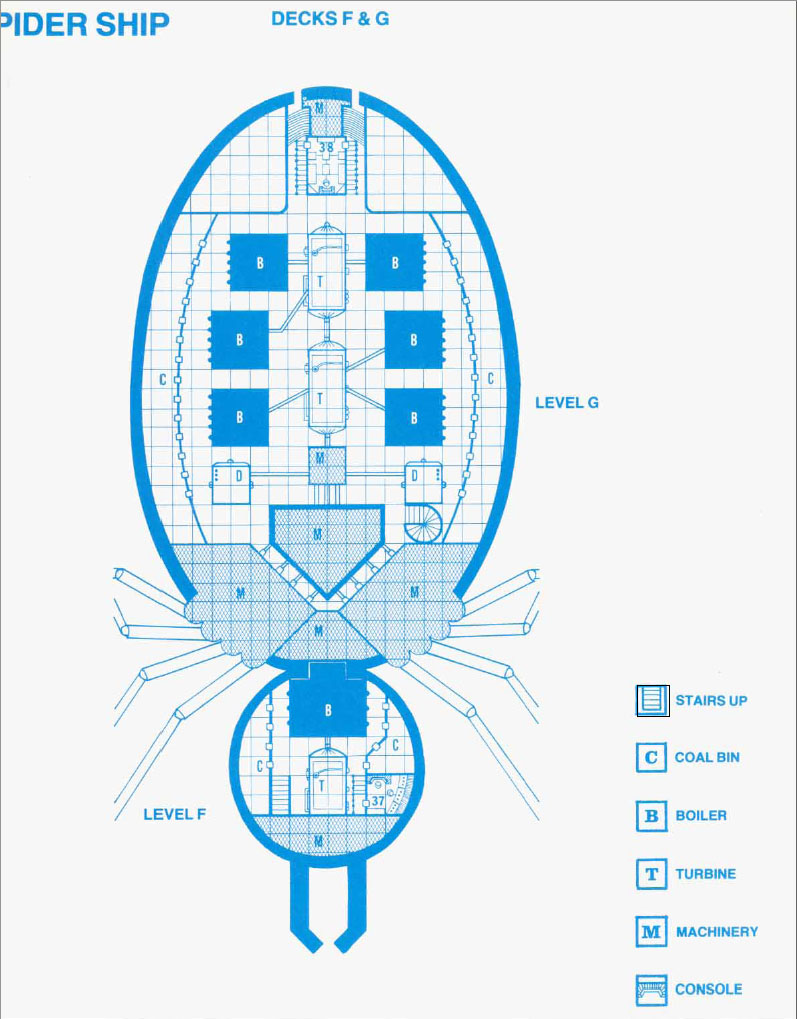 PIDER SHIP
DECKS F & G
M
38
B
T
B
B
B
C
C
T
LEVEL G
B
B
M
D
D
M
M
M
M
B
C
C
T
37
LEVEL F
M
STAIRS UP
C COAL BIN
B BOILER
T TURBINE
M MACHINERY
CONSOLE